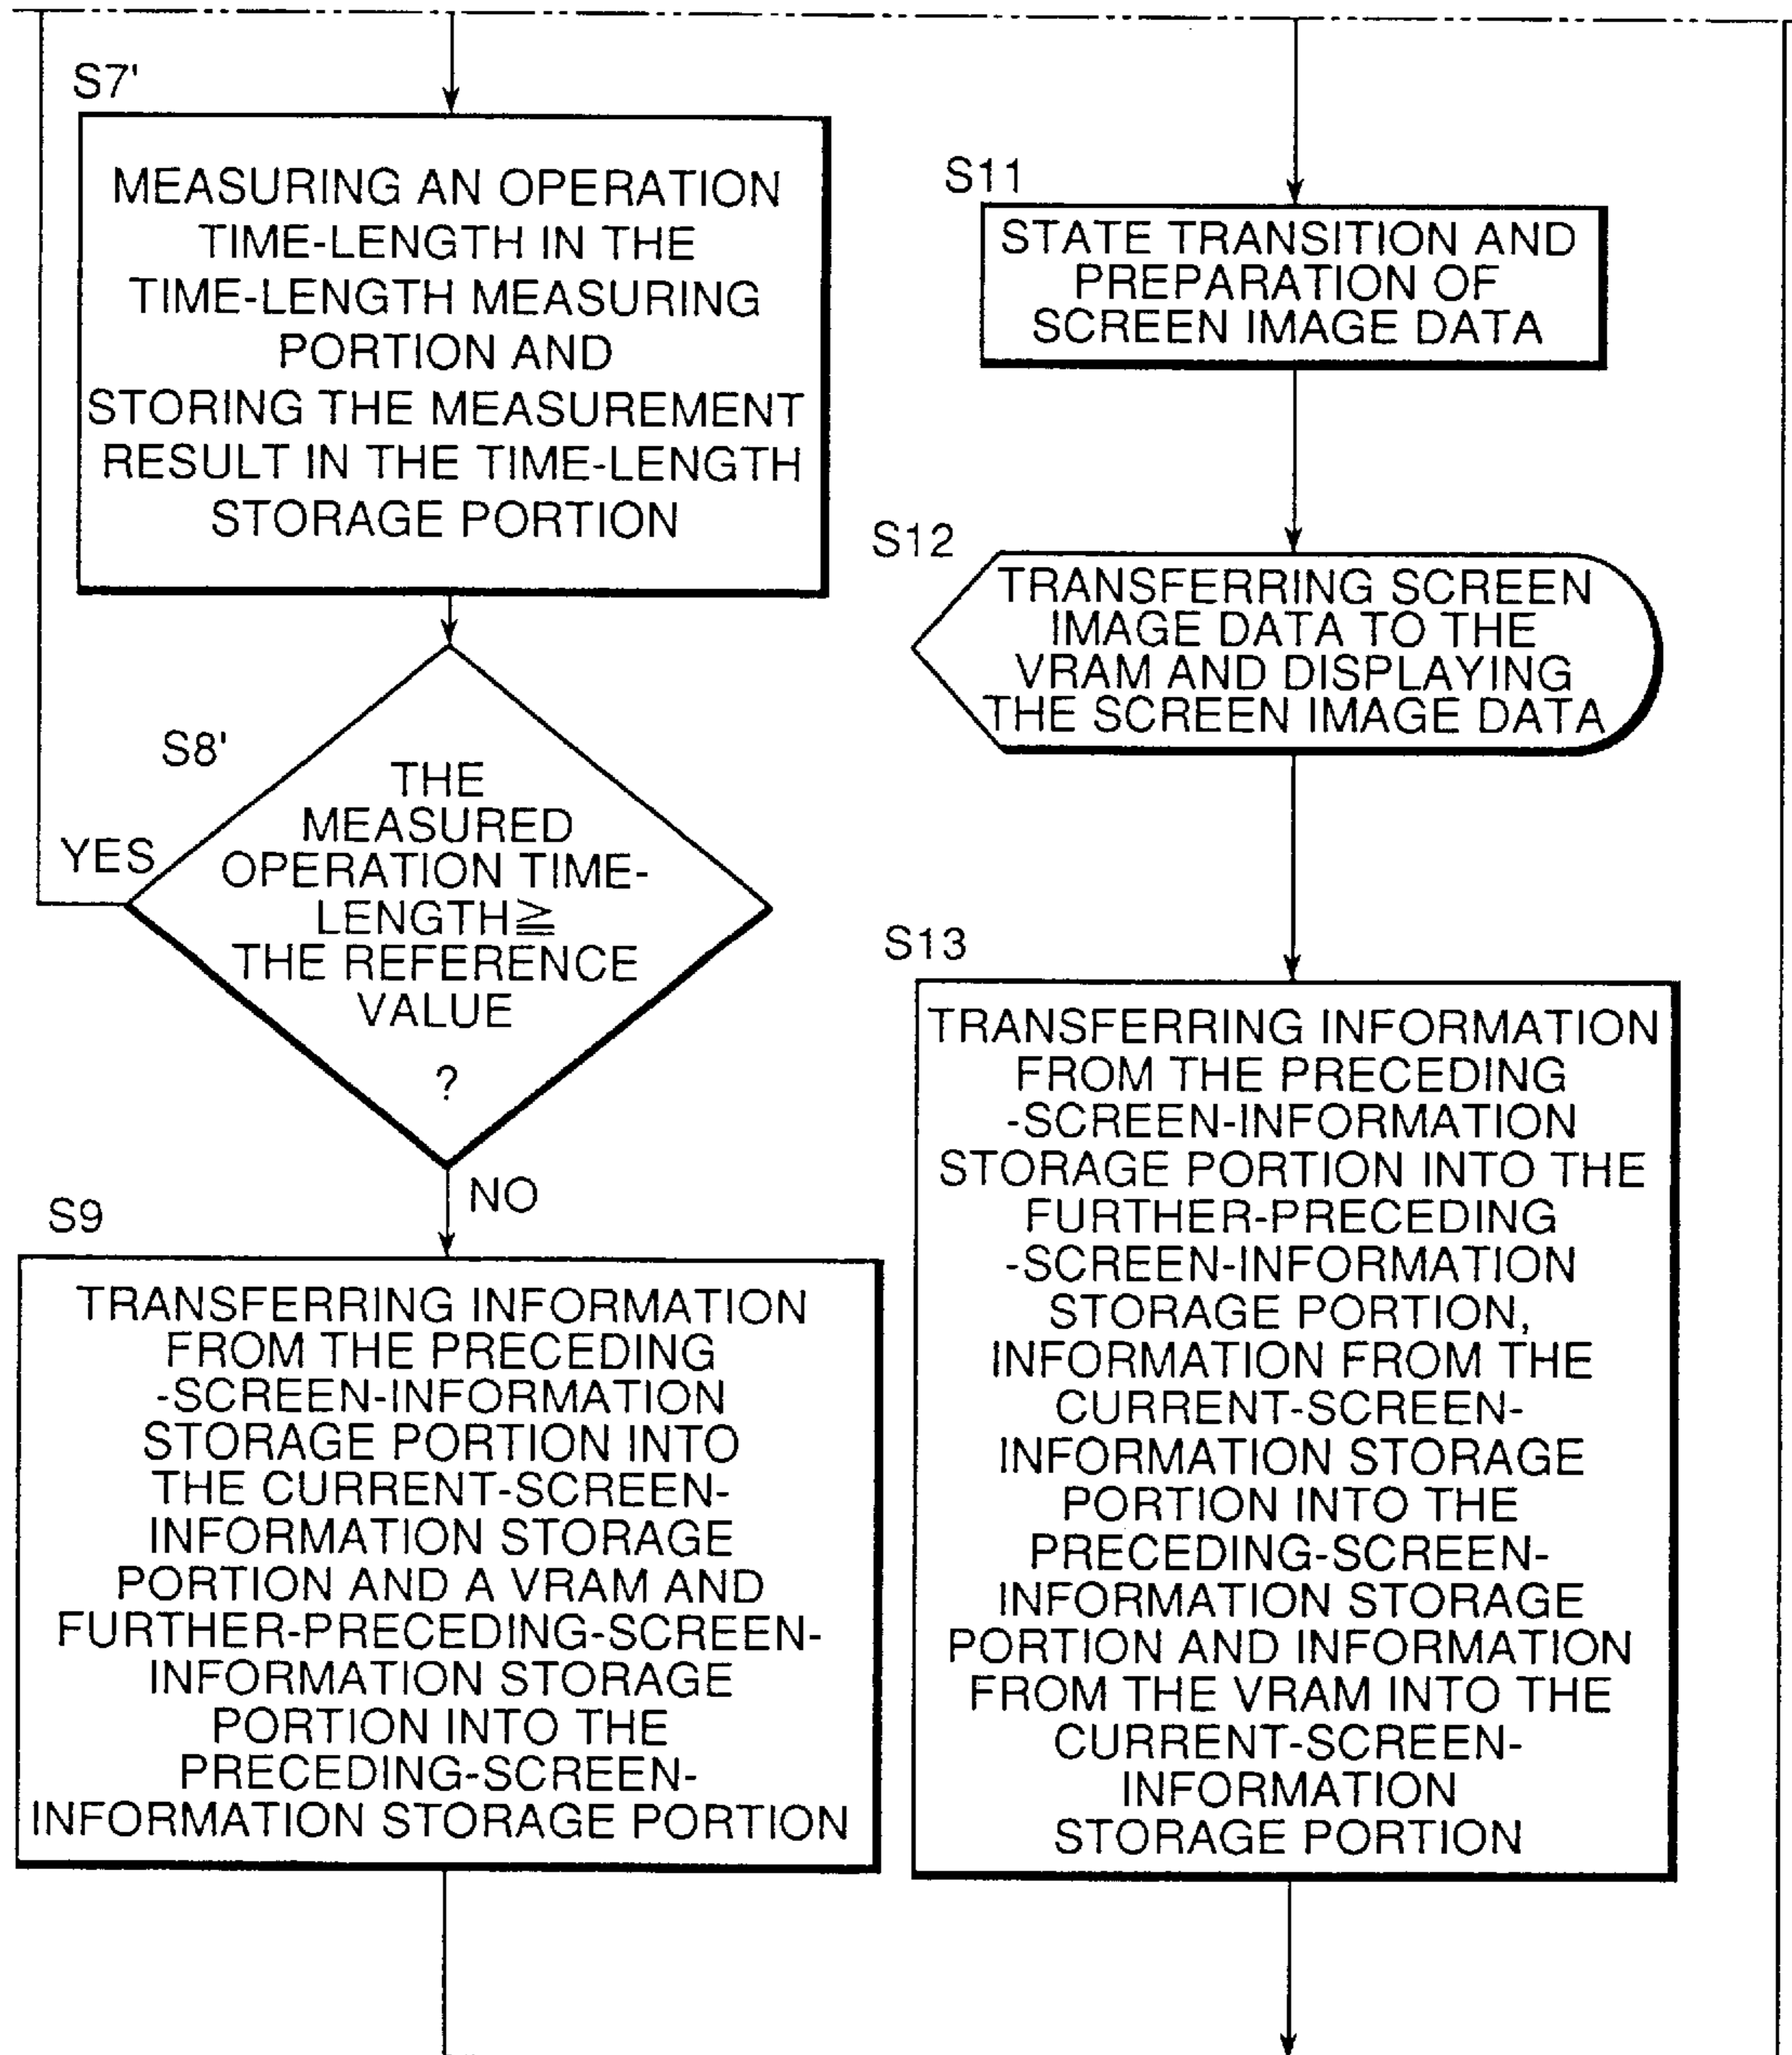 S7'
MEASURING AN OPERATION
TIME-LENGTH IN THE
TIME-LENGTH MEASURING
PORTION AND
STORING THE MEASUREMENT
RESULT IN THE TIME-LENGTH
STORAGE PORTION
S8'
THE
MEASURED
OPERATION TIME-
LENGTH≧
THE REFERENCE
VALUE
?
YES
NO
S9
TRANSFERRING INFORMATION
FROM THE PRECEDING
-SCREEN-INFORMATION
STORAGE PORTION INTO
THE CURRENT-SCREEN-
INFORMATION STORAGE
PORTION AND A VRAM AND
FURTHER-PRECEDING-SCREEN-
INFORMATION STORAGE
PORTION INTO THE
PRECEDING-SCREEN-
INFORMATION STORAGE PORTION
S11
STATE TRANSITION AND
PREPARATION OF
SCREEN IMAGE DATA
S12
TRANSFERRING SCREEN
IMAGE DATA TO THE
VRAM AND DISPLAYING
THE SCREEN IMAGE DATA
S13
TRANSFERRING INFORMATION
FROM THE PRECEDING
-SCREEN-INFORMATION
STORAGE PORTION INTO THE
FURTHER-PRECEDING
-SCREEN-INFORMATION
STORAGE PORTION,
INFORMATION FROM THE
CURRENT-SCREEN-
INFORMATION STORAGE
PORTION INTO THE
PRECEDING-SCREEN-
INFORMATION STORAGE
PORTION AND INFORMATION
FROM THE VRAM INTO THE
CURRENT-SCREEN-
INFORMATION
STORAGE PORTION